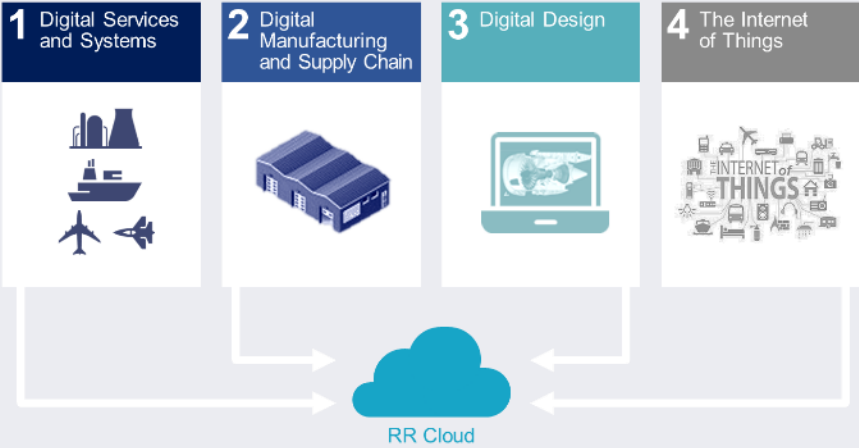 1 Digital Services
and Systems
2 Digital
Manufacturing
and Supply Chain
3 Digital Design
4 The Internet
of Things
THE INTERNET of
THINGS
RR Cloud